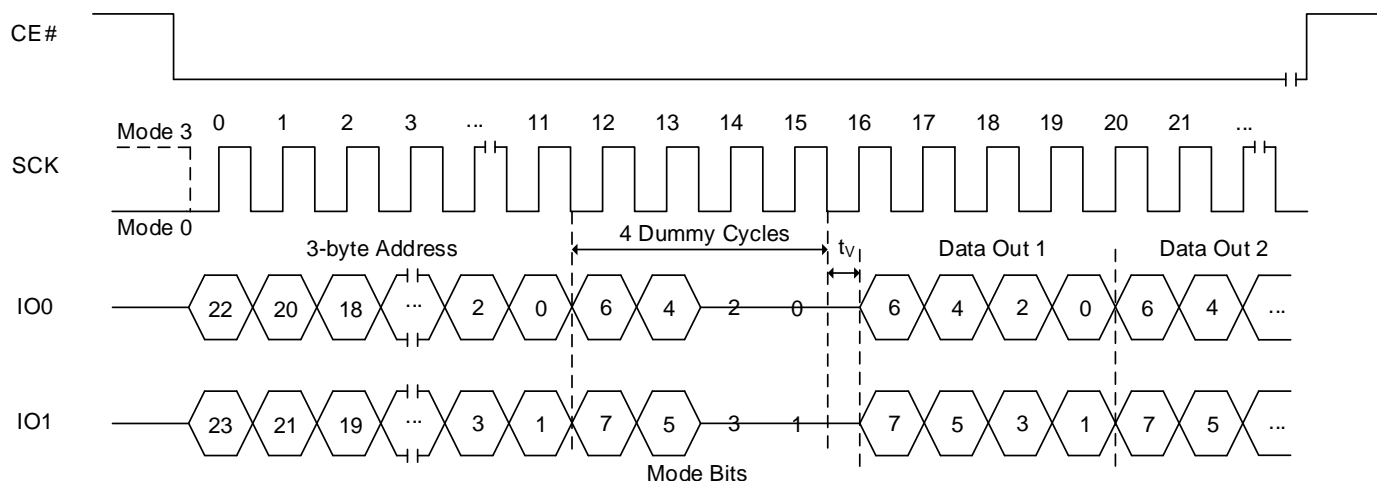 CE#
Mode 3 0 1 2 3 ... 11 12 13 14 15 16 17 18 19 20 21 ...
SCK
Mode 0
3-byte Address 4 Dummy Cycles tV Data Out 1 Data Out 2
IO0 22 20 18 ... 2 0 6 4 2 0 6 4 2 0 6 4 ...
IO1 23 21 19 ... 3 1 7 5 3 1 7 5 3 1 7 5 ...
Mode Bits